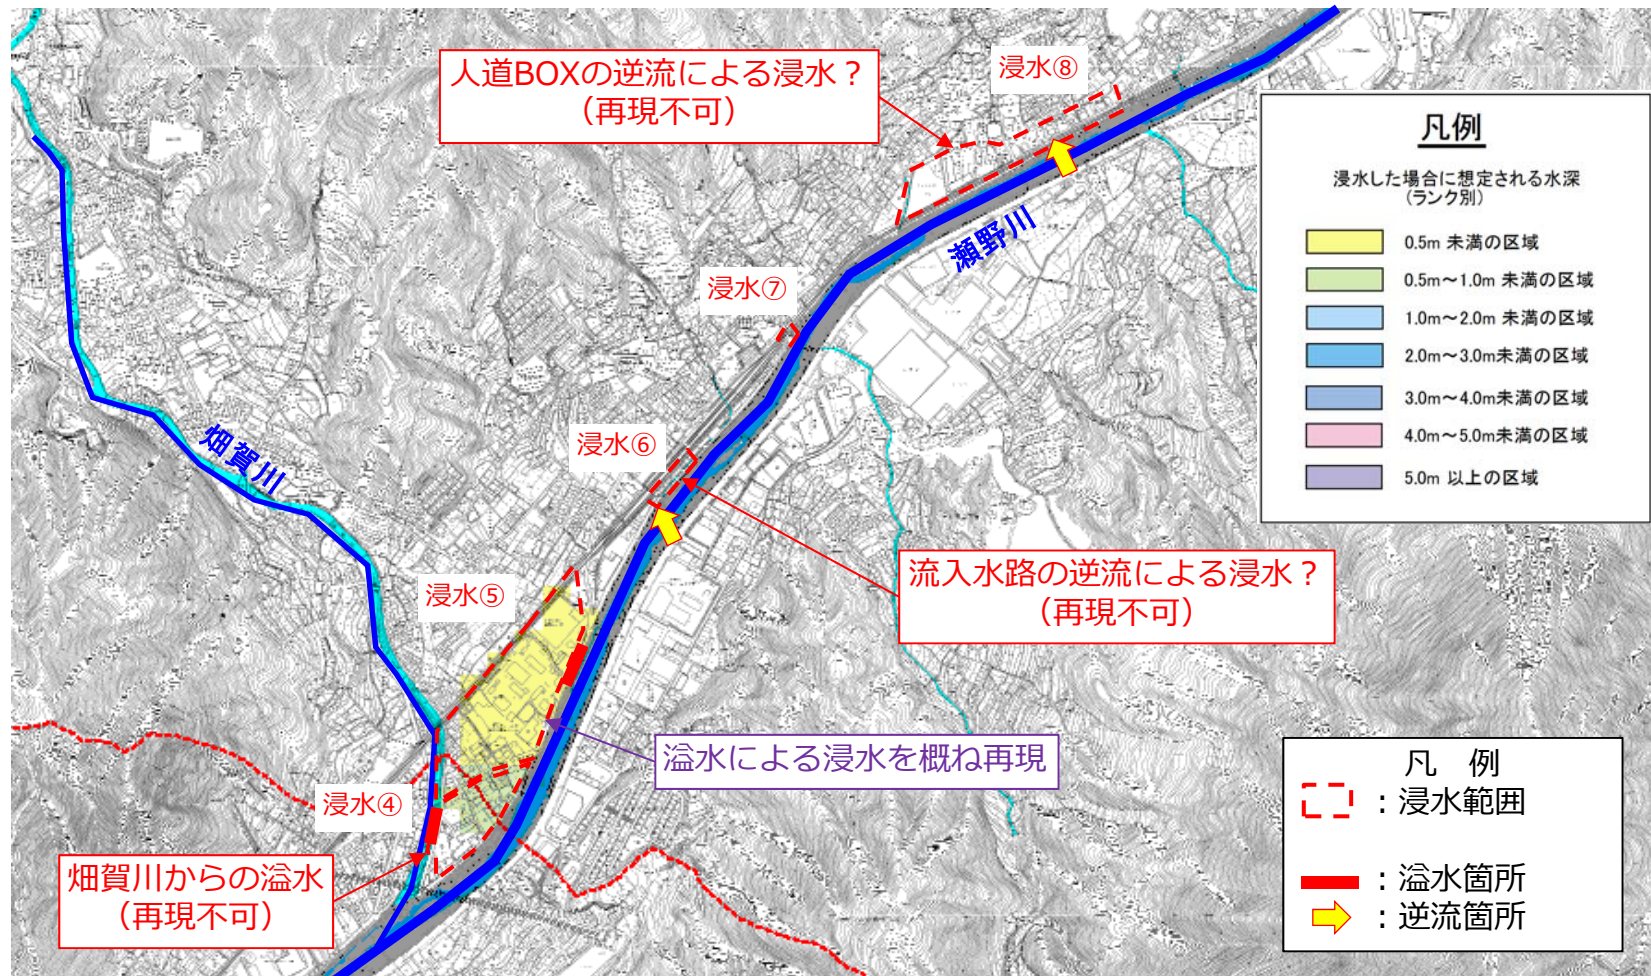 人道BOXの逆流による浸水？
（再現不可）
浸水⑧
凡例
浸水した場合に想定される水深
（ランク別）
0.5m 未満の区域
0.5m～1.0m 未満の区域
1.0m～2.0m 未満の区域
2.0m～3.0m未満の区域
3.0m～4.0m未満の区域
4.0m～5.0m未満の区域
5.0m 以上の区域
瀬野川
浸水⑦
畑賀川
浸水⑥
流入水路の逆流による浸水？
（再現不可）
浸水⑤
溢水による浸水を概ね再現
浸水④
畑賀川からの溢水
（再現不可）
凡　例
：浸水範囲
：溢水箇所
：逆流箇所